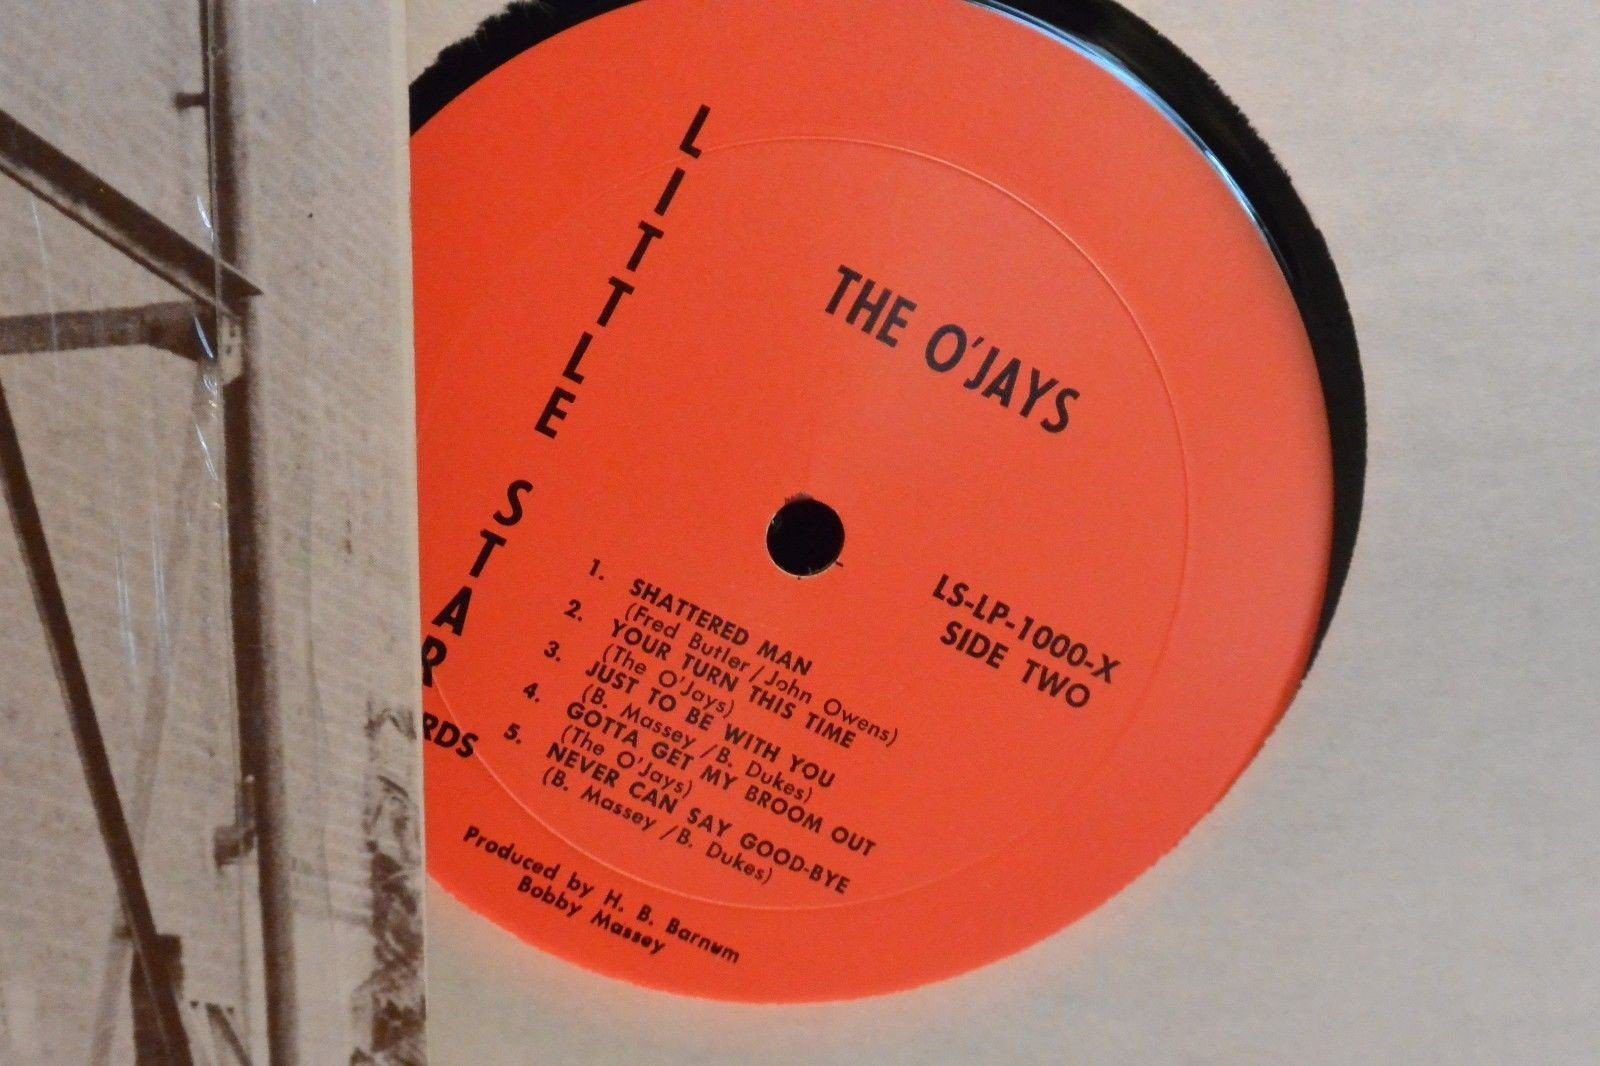 LITTLE STAR
RDS
THE O'JAYS
LS-LP-1000-X
SIDE TWO
1. SHATTERED MAN
(Fred Butler/John Owens)
2. YOUR TURN THIS TIME
(The O'Jays)
3. JUST TO BE WITH YOU
(B. Massey/B. Dukes)
4. GOTTA GET MY BROOM OUT
(The O'Jays)
5. NEVER CAN SAY GOOD-BYE
(B. Massey/B. Dukes)
Produced by H. B. Barnum
Bobby Massey